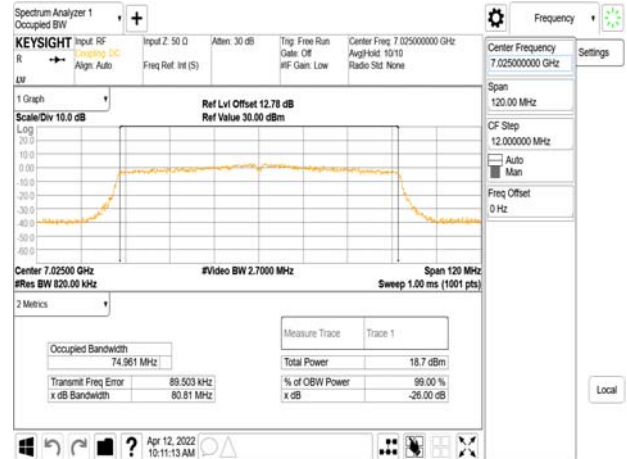 Spectrum Analyzer 1
Occupied BW
Frequency
KEYSIGHT
R
Input: RF
Coupling: DC
Align: Auto
Input Z: 50 Ω
Freq Ref: Int (S)
Atten: 30 dB
Trig: Free Run
Gate: Off
#IF Gain: Low
Center Freq: 7.025000000 GHz
Avg|Hold: 10/10
Radio Std: None
Center Frequency
7.025000000 GHz
Settings
Span
120.00 MHz
CF Step
12.000000 MHz
Auto
Man
Freq Offset
0 Hz
Local
1 Graph
Scale/Div 10.0 dB
Ref Lvl Offset 12.78 dB
Ref Value 30.00 dBm
Log
20.0
10.0
0.00
-10.0
-20.0
-30.0
-40.0
-50.0
-60.0
Center 7.02500 GHz
#Res BW 820.00 kHz
#Video BW 2.7000 MHz
Span 120 MHz
Sweep 1.00 ms (1001 pts)
2 Metrics
Measure Trace Trace 1
Occupied Bandwidth
74.961 MHz
Total Power 18.7 dBm
Transmit Freq Error 89.503 kHz
% of OBW Power 99.00 %
x dB Bandwidth 80.81 MHz
x dB -26.00 dB
?
Apr 12, 2022
10:11:13 AM